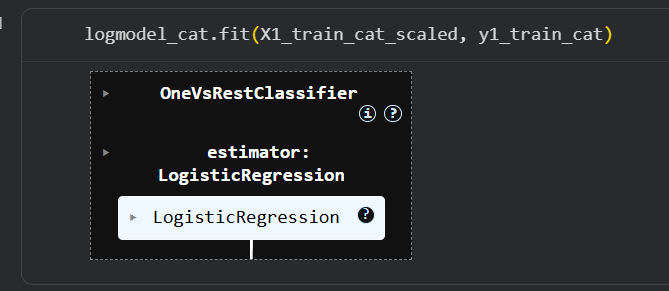 logmodel_cat.fit(X1_train_cat_scaled, y1_train_cat)
OneVsRestClassifier
i ?
estimator:
LogisticRegression
LogisticRegression ?